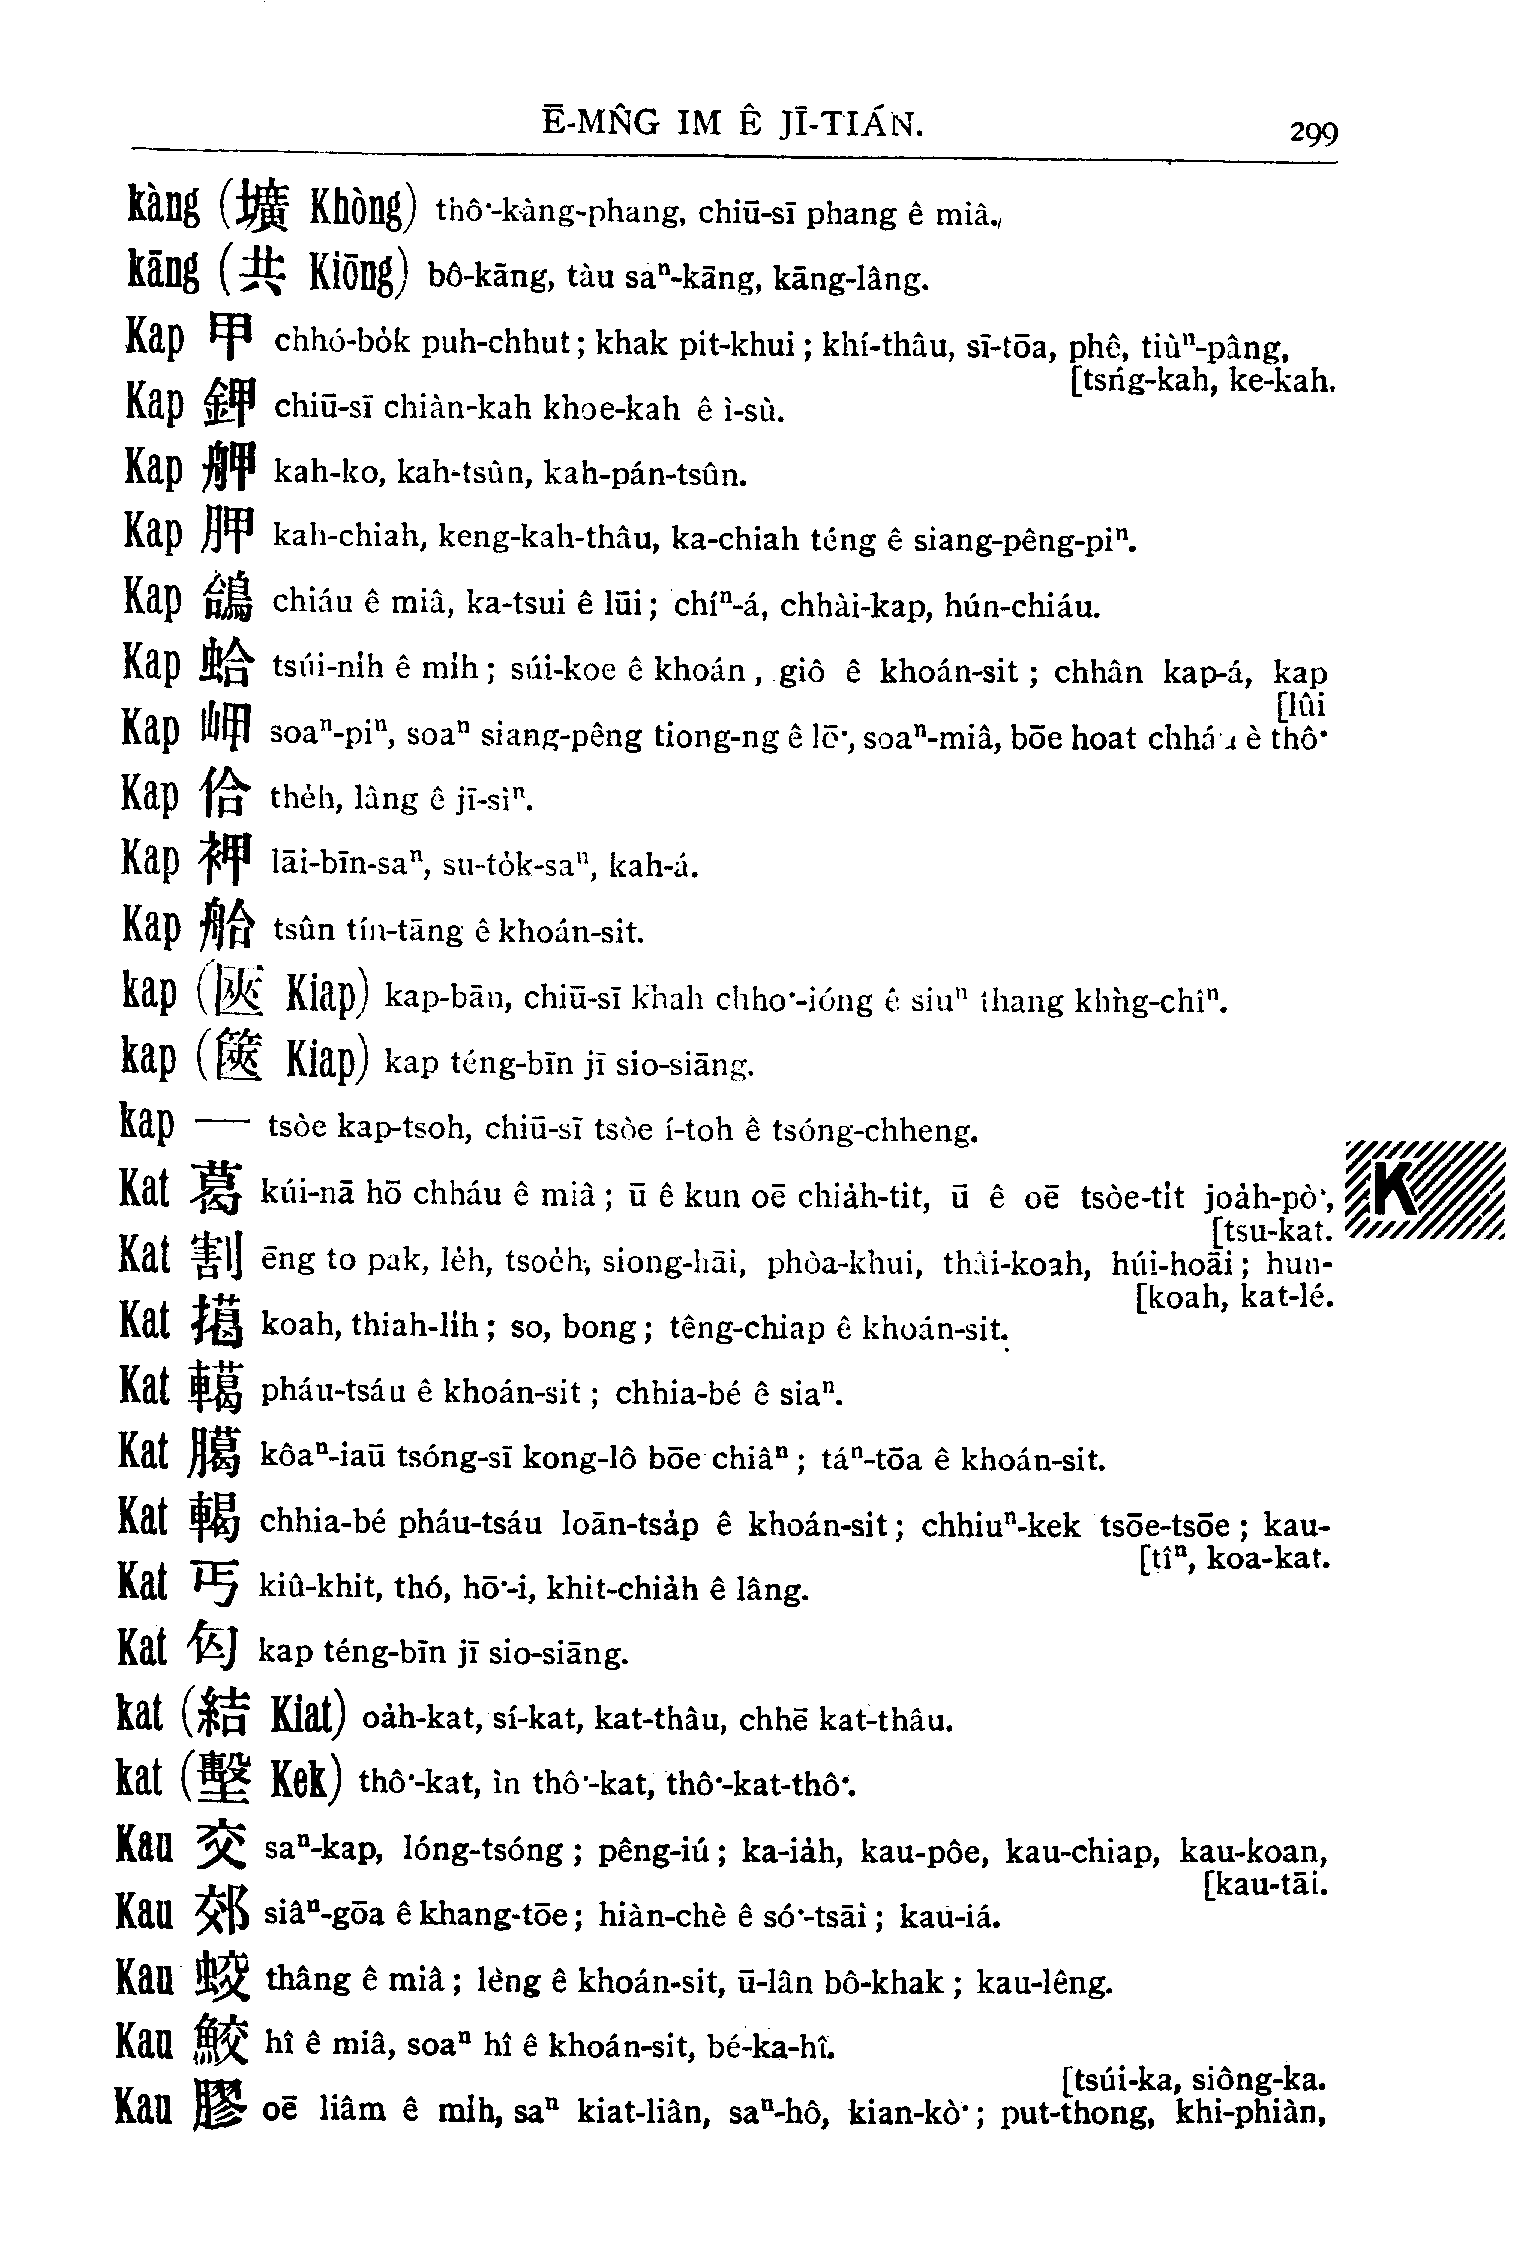 Ē-MN̂G IM Ê JĪ-TIÁN.
299
kàng (壙 Khòng) thô͘-kàng-phang, chiū-sī phang ê miâ.
kāng (共 Kiōng) bô-kāng, tàu saⁿ-kāng, kāng-lâng.
Kap 甲 chhó-bo̍k puh-chhut; khak pit-khui; khí-thâu, sī-tōa, phê, tiùⁿ-pâng,
[tsńg-kah, ke-kah.
Kap 鉀 chiū-sī chiàn-kah khoe-kah ê ì-sù.
Kap 舺 kah-ko, kah-tsûn, kah-pán-tsûn.
Kap 胛 kah-chiah, keng-kah-thâu, ka-chiah téng ê siang-pêng-piⁿ.
Kap 鴿 chiáu ê miâ, ka-tsui ê lūi; chíⁿ-á, chhài-kap, hún-chiáu.
Kap 蛤 tsúi-ni̍h ê mi̍h; súi-koe ê khoán, giô ê khoán-sit; chhân kap-á, kap
[lûi
Kap 岬 soaⁿ-piⁿ, soaⁿ siang-pêng tiong-ng ê lō͘, soaⁿ-miâ, bōe hoat chháu ê thô͘
Kap 佮 the̍h, lâng ê jī-sìⁿ.
Kap 裨 lāi-bīn-saⁿ, su-to̍k-saⁿ, kah-á.
Kap 船 tsûn tín-tāng ê khoán-sit.
kap (医 Kiap) kap-bān, chiū-sī khah chho͘-ióng ê siuⁿ thang khǹg-chîⁿ.
kap (篋 Kiap) kap téng-bīn jī sio-siāng.
kap — tsòe kap-tsoh, chiū-sī tsòe í-toh ê tsóng-chheng.
Kat 葛 kúi-nā hō chháu ê miâ; ū ê kun oē chia̍h-tit, ū ê oē tsòe-tit joa̍h-pò͘,
[tsu-kat.
Kat 割 ēng to pak, le̍h, tsoe̍h, siong-hāi, phòa-khui, thâi-koah, húi-hoāi; hun-
[koah, kat-lé.
Kat 擖 koah, thiah-li̍h; so, bong; têng-chiap ê khoán-sit.
Kat 轕 pháu-tsáu ê khoán-sit; chhia-bé ê siaⁿ.
Kat 臈 kôaⁿ-iaū tsóng-sī kong-lô bōe chiâⁿ; táⁿ-tōa ê khoán-sit.
Kat 輵 chhia-bé pháu-tsáu loān-tsa̍p ê khoán-sit; chhiuⁿ-kek tsōe-tsōe; kau-
[tîⁿ, koa-kat.
Kat 丐 kiû-khit, thó, hō͘-i, khit-chia̍h ê lâng.
Kat 匃 kap téng-bīn jī sio-siāng.
kat (結 Kiat) oa̍h-kat, sí-kat, kat-thâu, chhē kat-thâu.
kat (墼 Kek) thô͘-kat, ìn thô͘-kat, thô͘-kat-thô͘.
K
Kau 交 saⁿ-kap, lóng-tsóng; pêng-iú; ka-ia̍h, kau-pôe, kau-chiap, kau-koan,
[kau-tāi.
Kau 郊 siâⁿ-gōa ê khang-tōe; hiàn-chè ê só͘-tsāi; kau-iá.
Kau 蛟 thâng ê miâ; lêng ê khoán-sit, ū-lân bô-khak; kau-lêng.
Kau 鮫 hî ê miâ, soaⁿ hî ê khoán-sit, bé-ka-hî.
[tsúi-ka, siông-ka.
Kau 膠 oē liâm ê mi̍h, saⁿ kiat-liân, saⁿ-hô, kian-kò͘; put-thong, khi-phiàn,